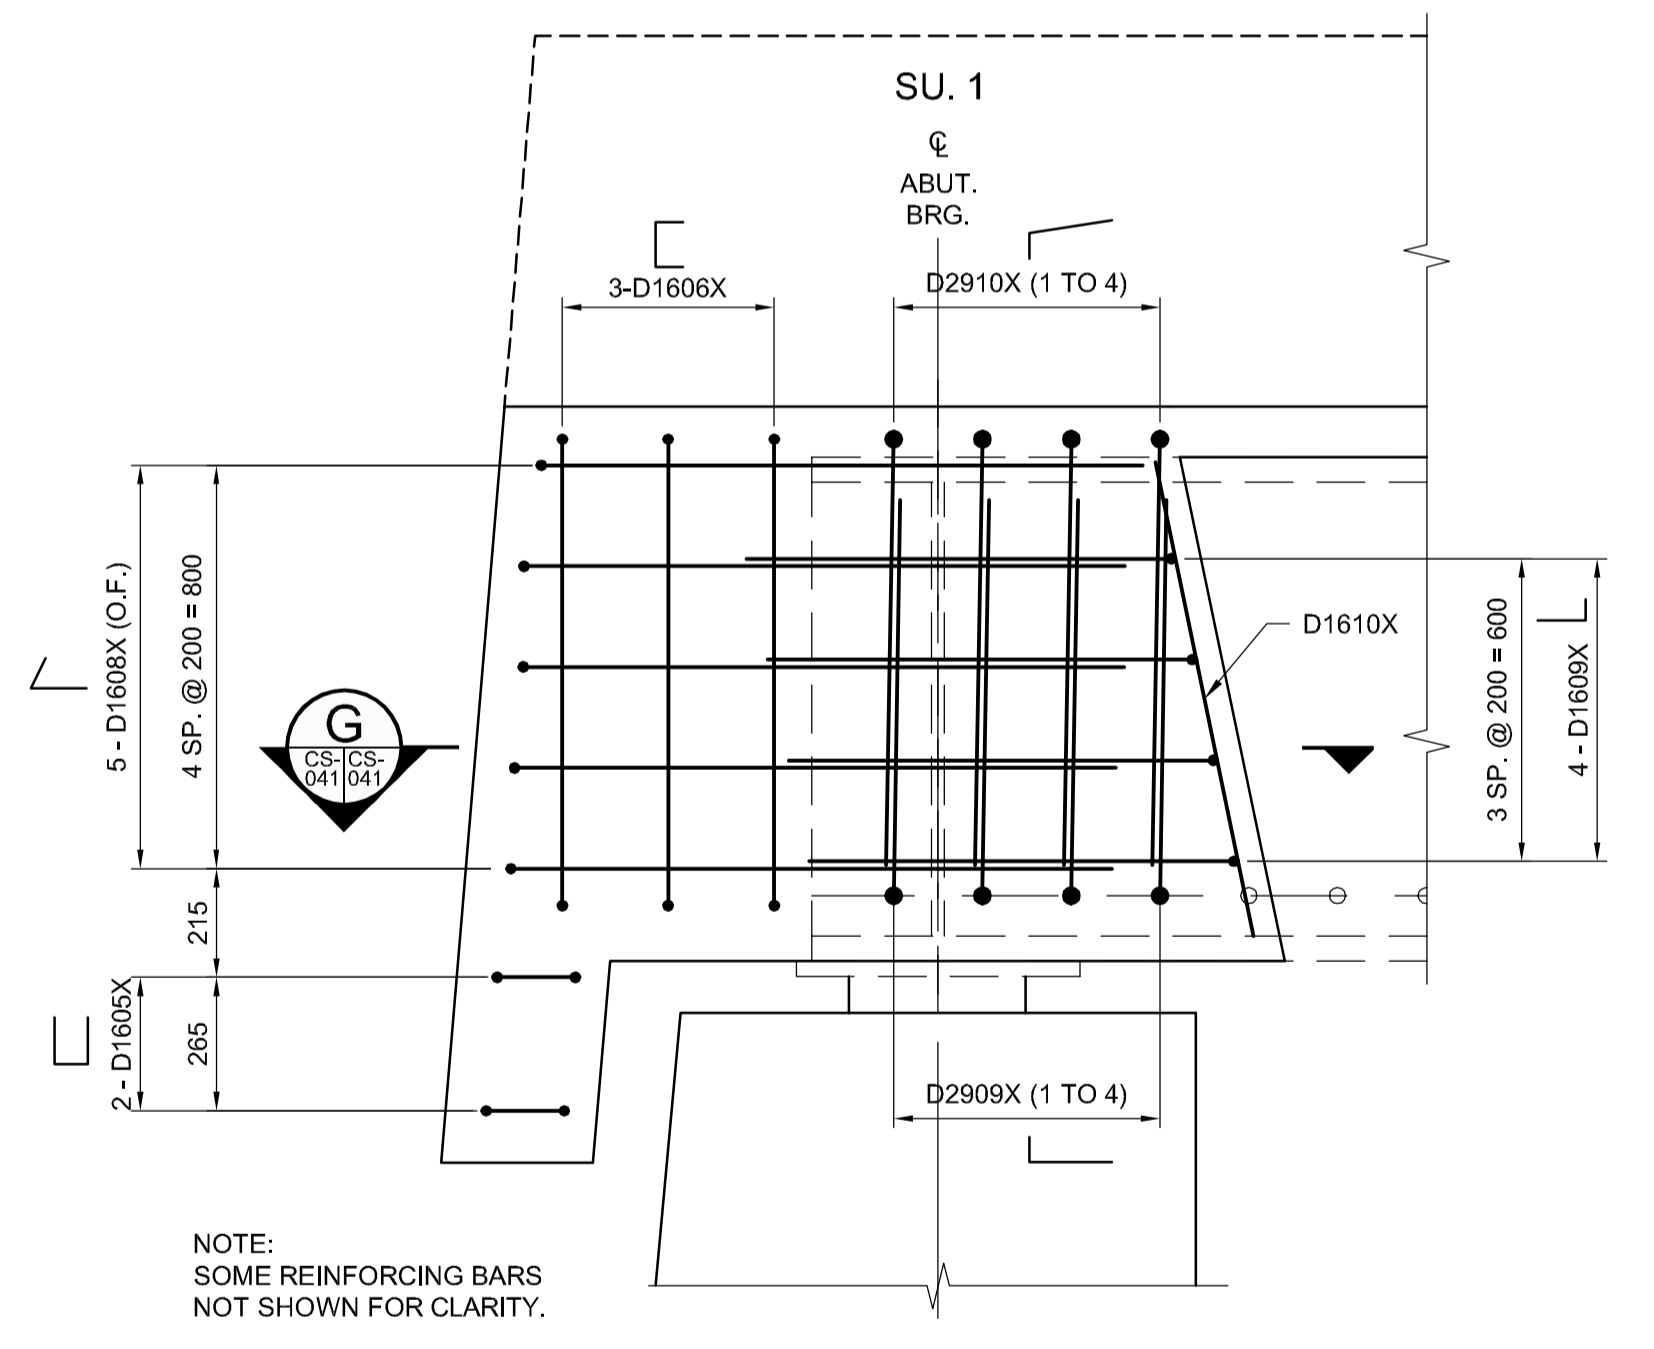 SU. 1
℄
ABUT.
BRG.
3-D1606X
D2910X (1 TO 4)
5 - D1608X (O.F.)
4 SP. @ 200 = 800
D1610X
3 SP. @ 200 = 600
4 - D1609X
G
CS-
041
CS-
041
215
2 - D1605X
265
D2909X (1 TO 4)
NOTE:
SOME REINFORCING BARS
NOT SHOWN FOR CLARITY.